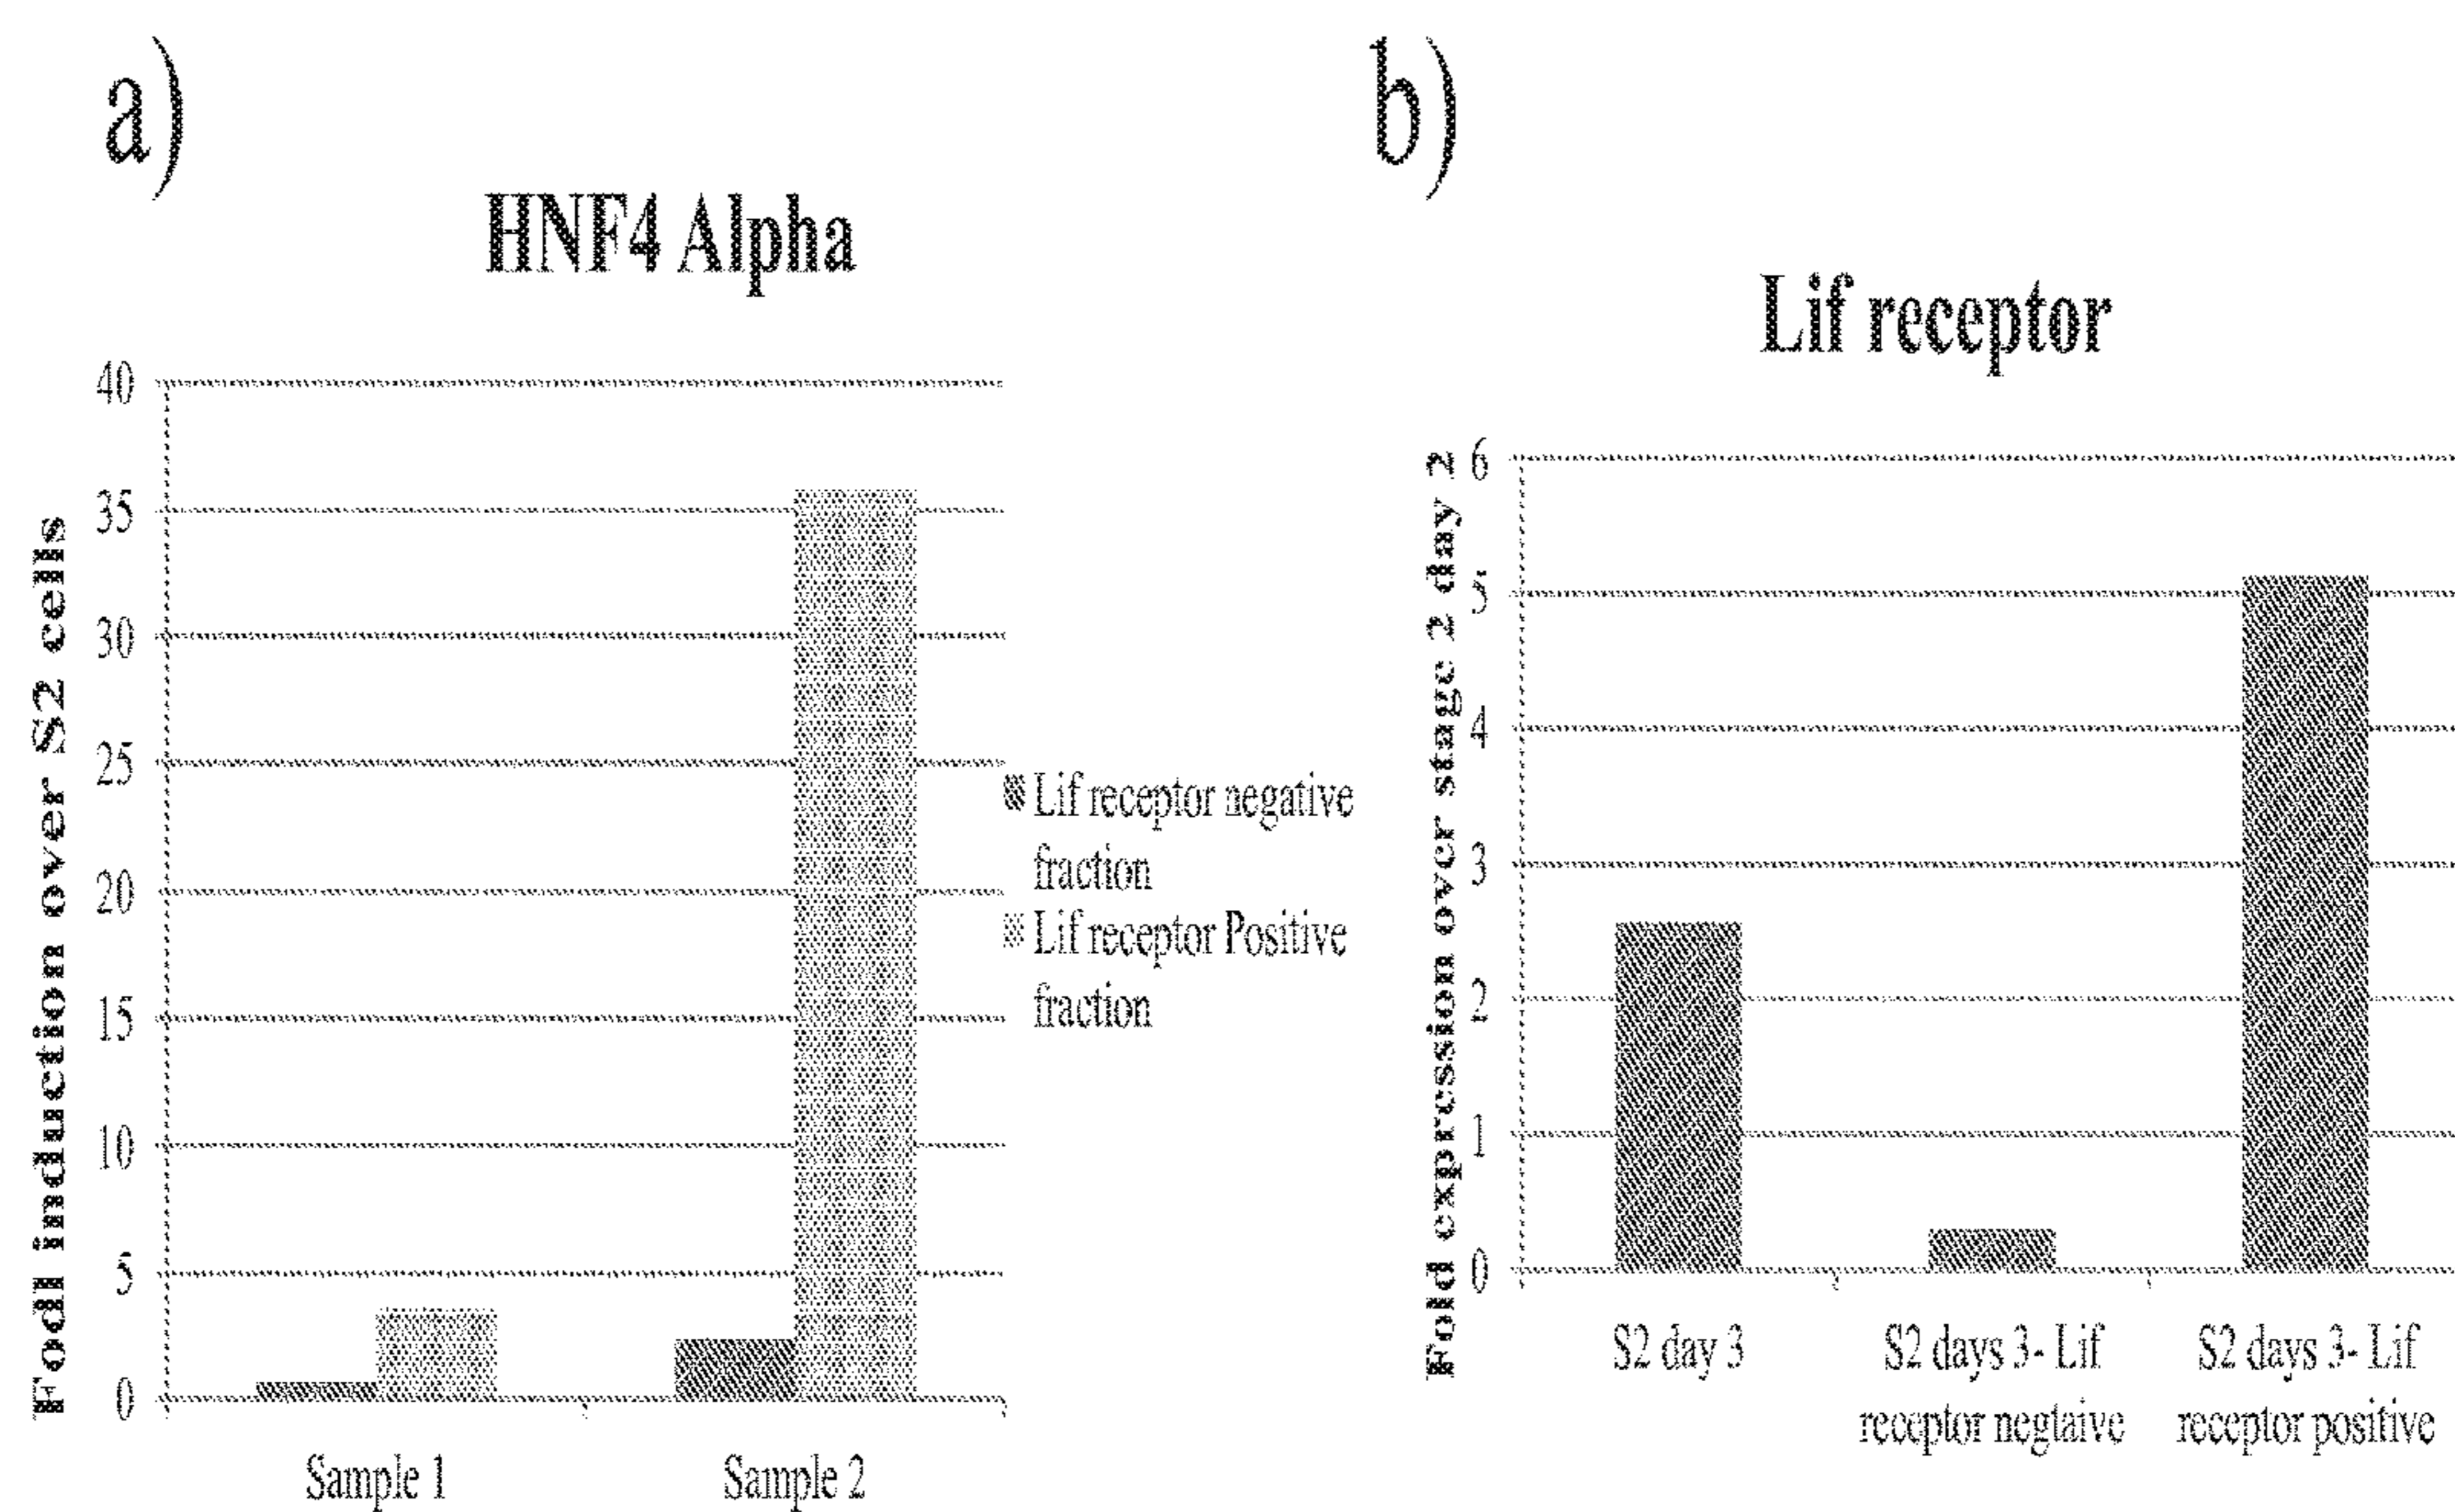 a)
HNF4 Alpha
Fodl induction over S2 cells
40
35
30
25
20
15
10
5
0
Sample 1
Sample 2
Lif receptor negative
fraction
Lif receptor Positive
fraction
b)
Lif receptor
Fold expression over stage 2 day 2
6
5
4
3
2
1
0
S2 day 3
S2 days 3- Lif
receptor negtaive
S2 days 3- Lif
receptor positive